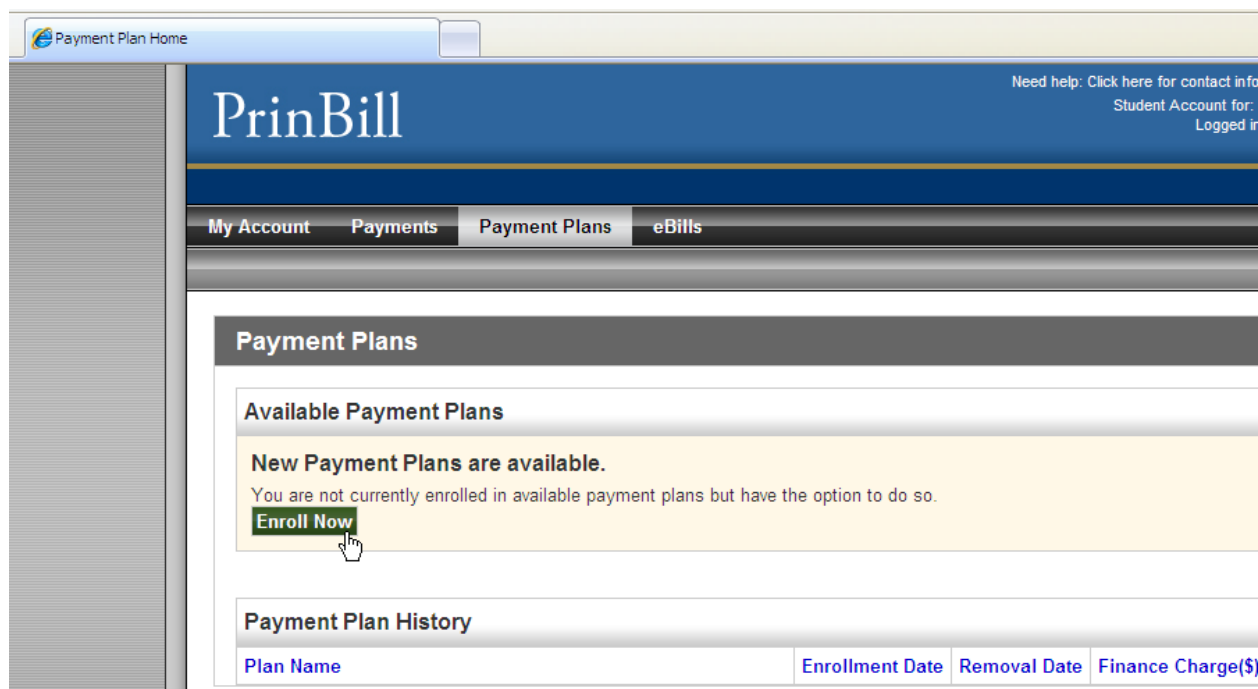 Payment Plan Home
PrinBill
Need help: Click here for contact info
Student Account for:
Logged in
My Account Payments Payment Plans eBills
Payment Plans
Available Payment Plans
New Payment Plans are available.
You are not currently enrolled in available payment plans but have the option to do so.
Enroll Now
Payment Plan History
Plan Name Enrollment Date Removal Date Finance Charge($)